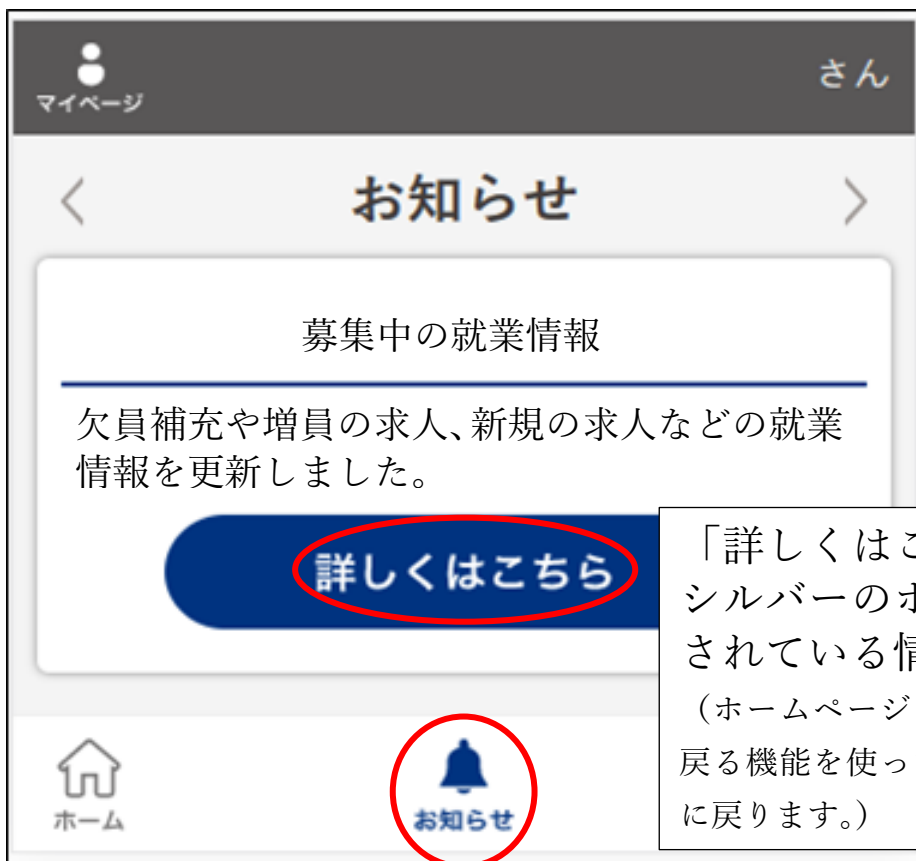 さん
マイページ
お知らせ
募集中の就業情報
欠員補充や増員の求人、新規の求人などの就業
情報を更新しました。
詳しくはこちら
「詳しくはこ
シルバーのホ
されている情
（ホームページ
戻る機能を使っ
に戻ります。）
ホーム
お知らせ